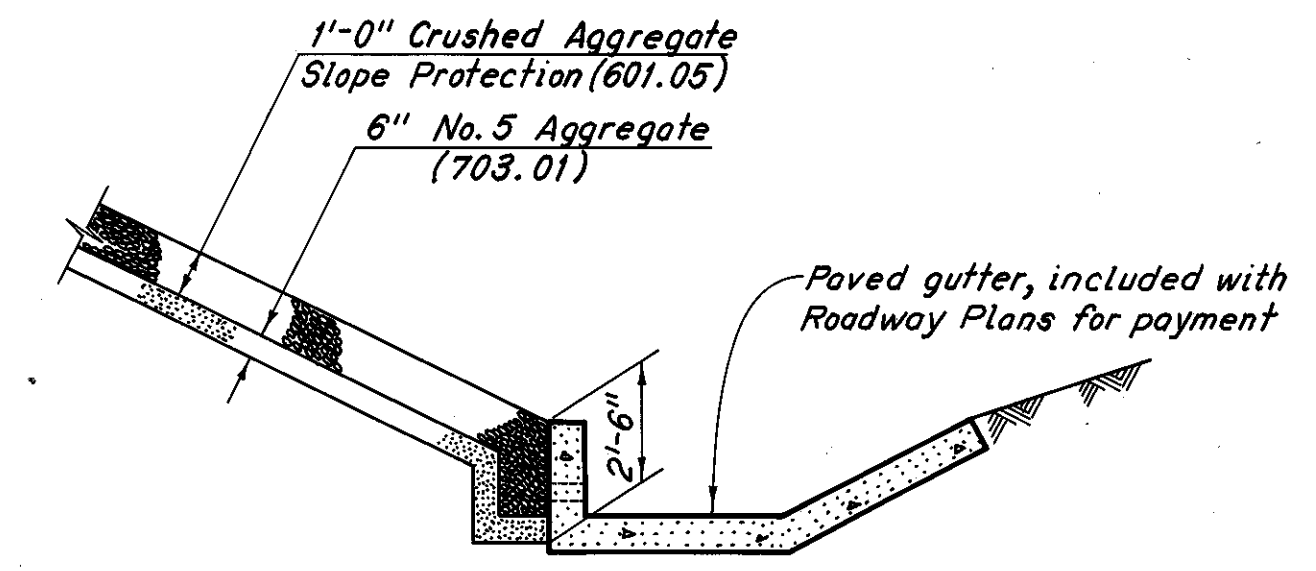 1'-0" Crushed Aggregate
Slope Protection (601.05)
6" No. 5 Aggregate
(703.01)
Paved gutter, included with
Roadway Plans for payment
2'-6"